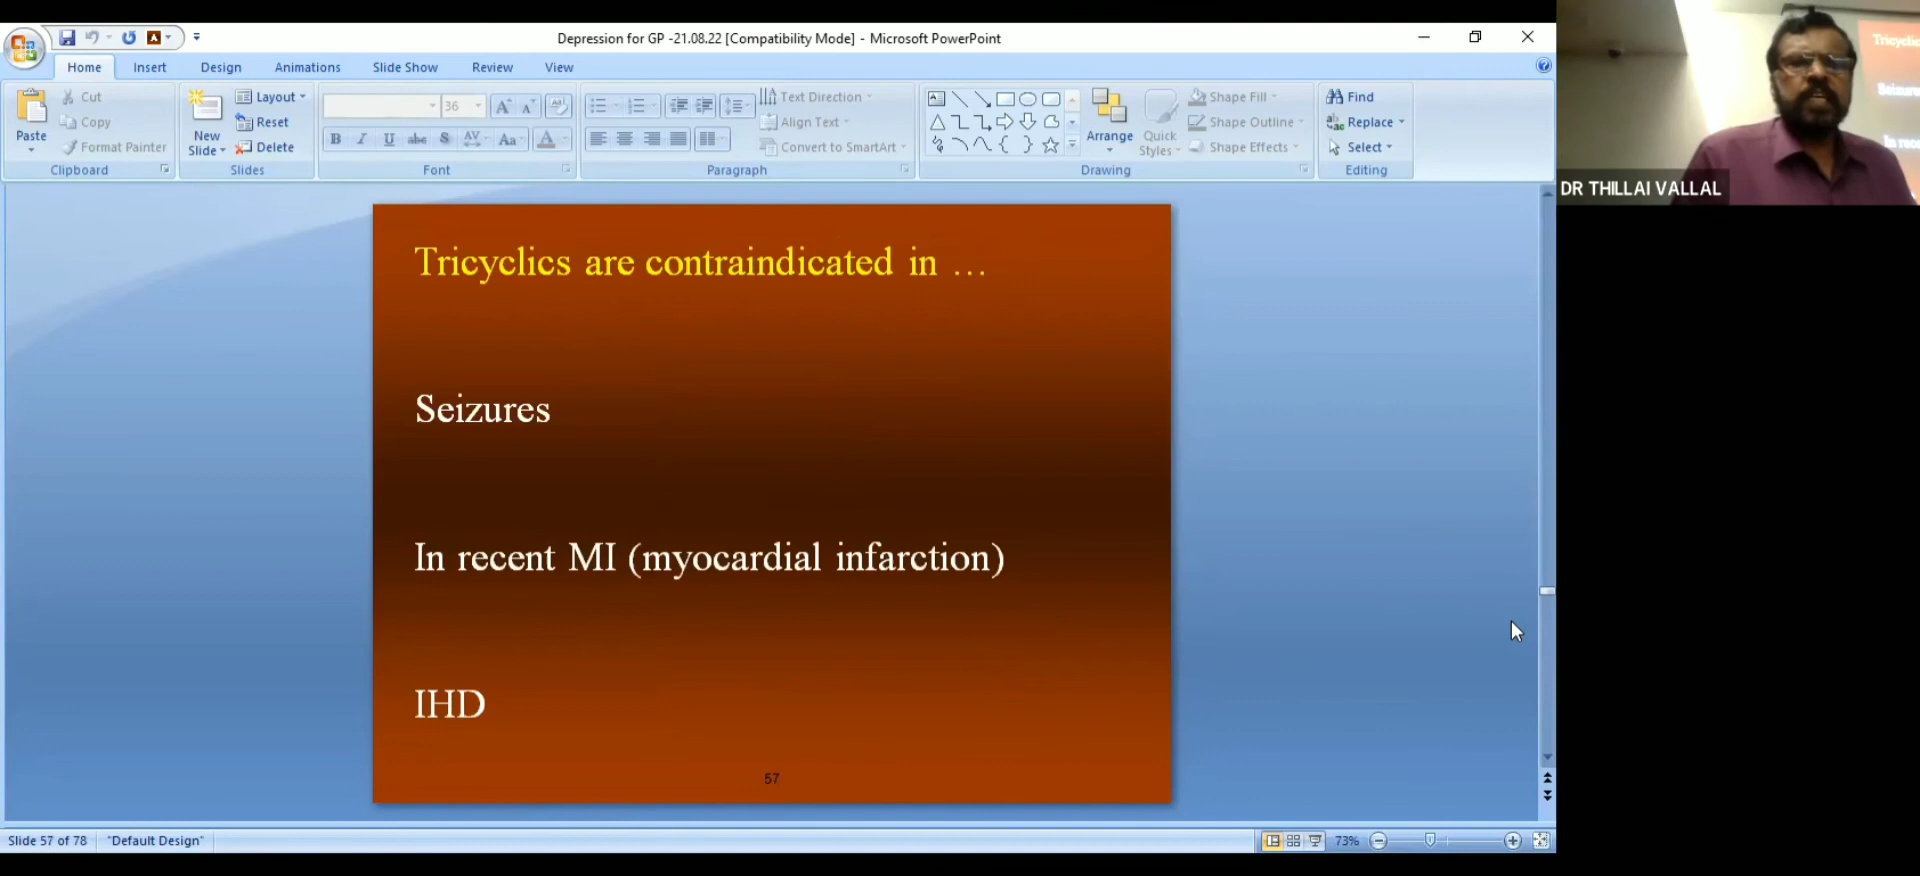 Depression for GP -21.08.22 [Compatibility Mode] - Microsoft PowerPoint
Home Insert Design Animations Slide Show Review View
Paste
Cut
Copy
Format Painter
Clipboard
New
Slide
Layout
Reset
Delete
Slides
36
Font
Text Direction
Align Text
Convert to SmartArt
Paragraph
Arrange
Quick
Styles
Shape Fill
Shape Outline
Shape Effects
Drawing
Find
Replace
Select
Editing
DR THILLAI VALLAL
Tricyclics are contraindicated in …
Seizures
In recent MI (myocardial infarction)
IHD
57
Slide 57 of 78 "Default Design" 73%